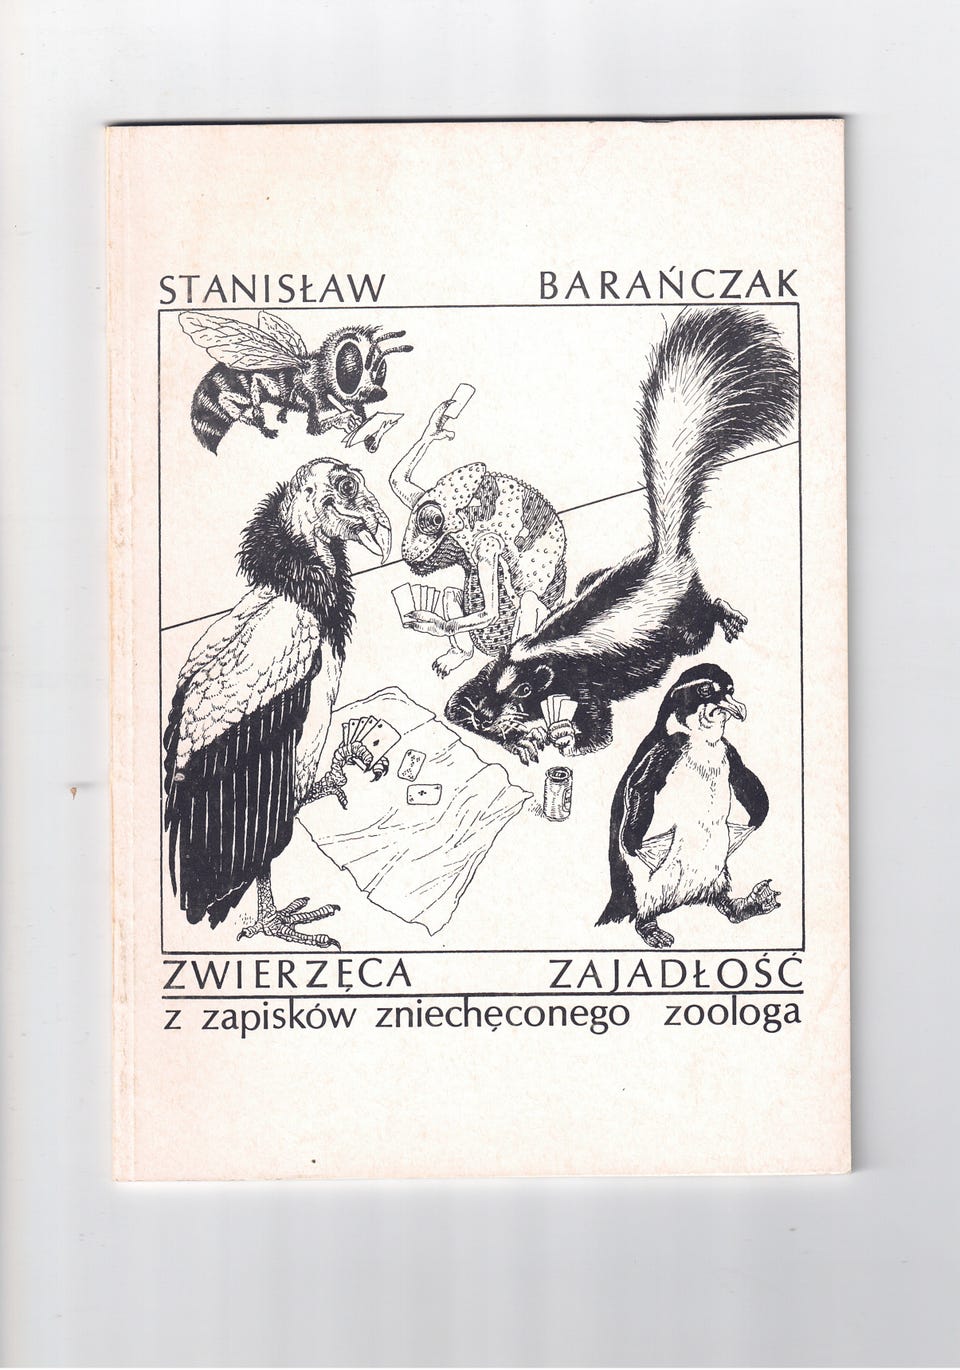 STANISŁAW BARAŃCZAK
ZWIERZĘCA ZAJADŁOŚĆ
z zapisków zniechęconego zoologa